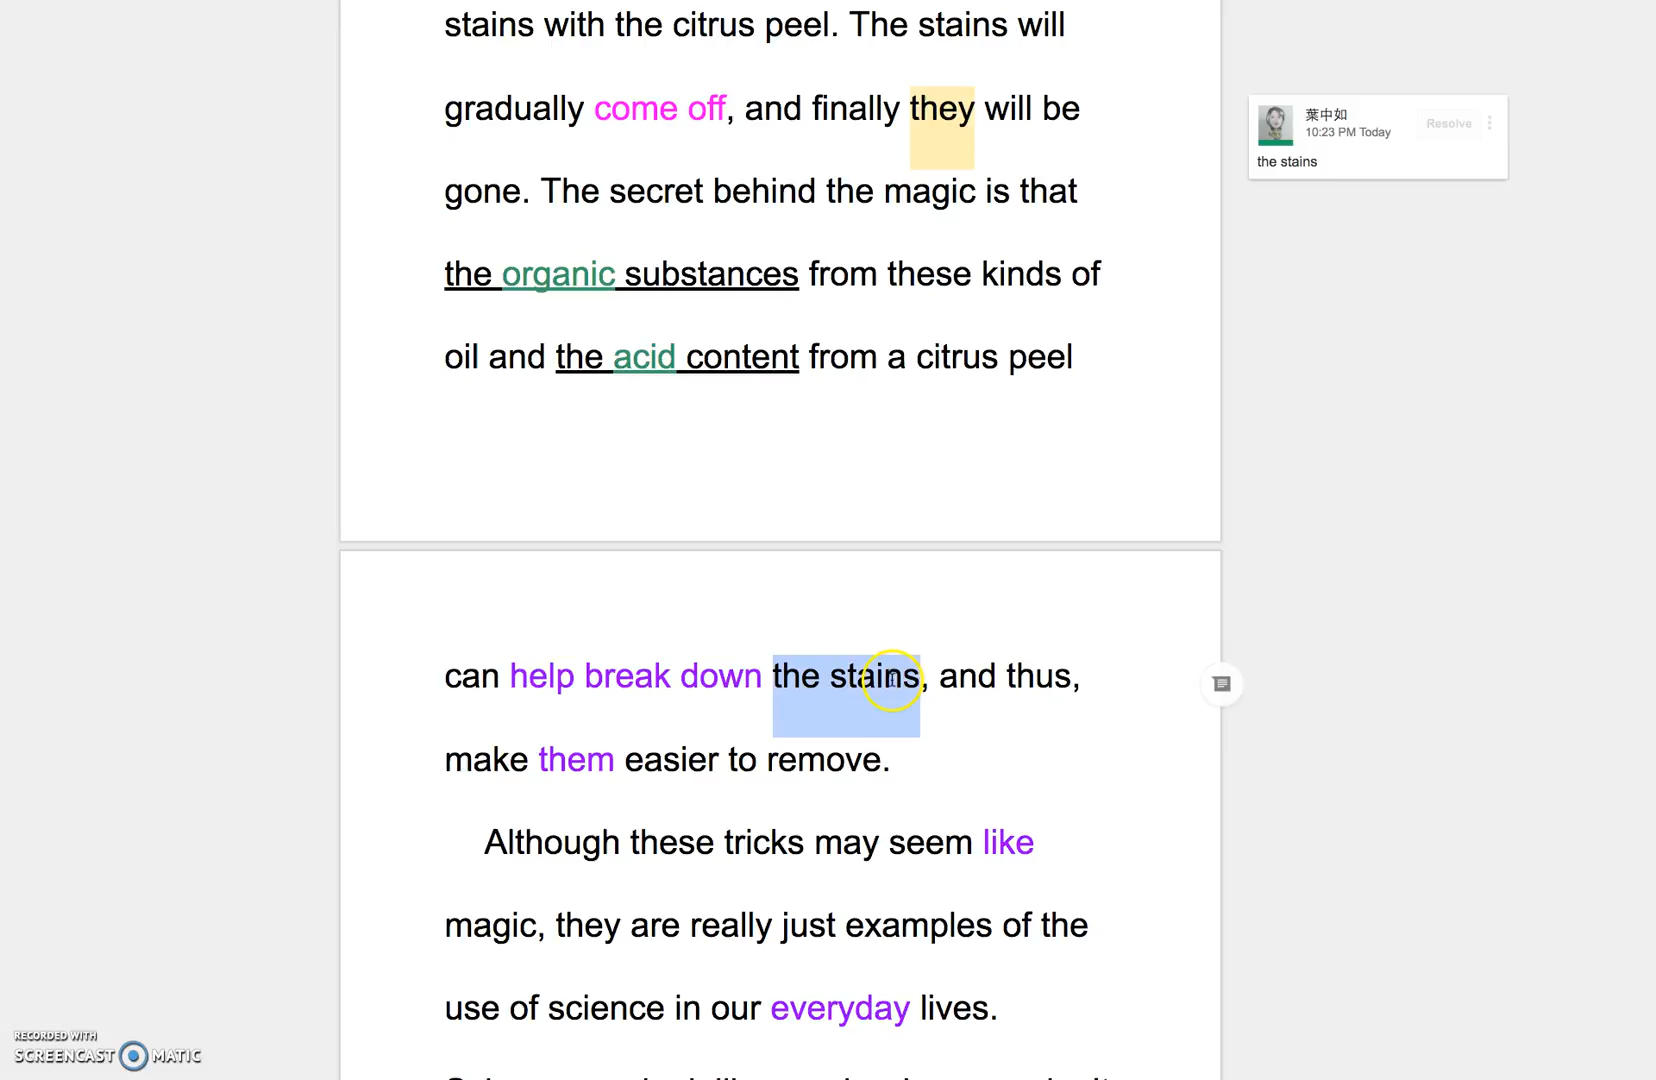 stains with the citrus peel. The stains will
gradually come off, and finally they will be
gone. The secret behind the magic is that
the organic substances from these kinds of
oil and the acid content from a citrus peel
can help break down the stains, and thus,
make them easier to remove.
Although these tricks may seem like
magic, they are really just examples of the
use of science in our everyday lives.
葉中如
10:23 PM Today
Resolve
the stains
RECORDED WITH
SCREENCAST MATIC